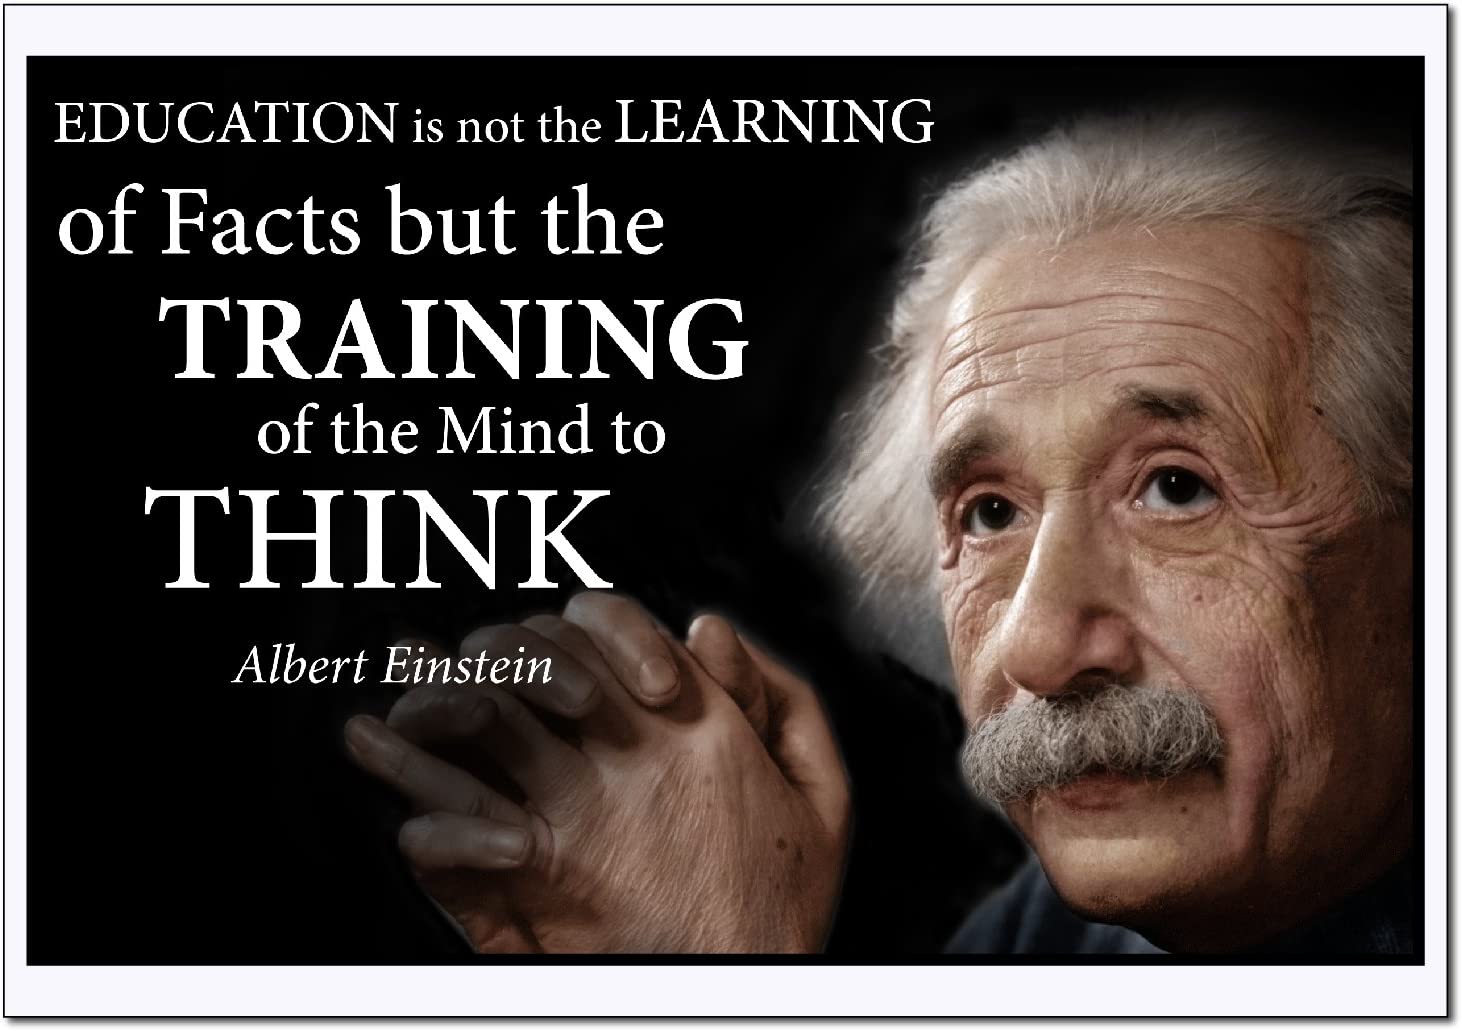 EDUCATION is not the LEARNING
of Facts but the
TRAINING
of the Mind to
THINK
Albert Einstein